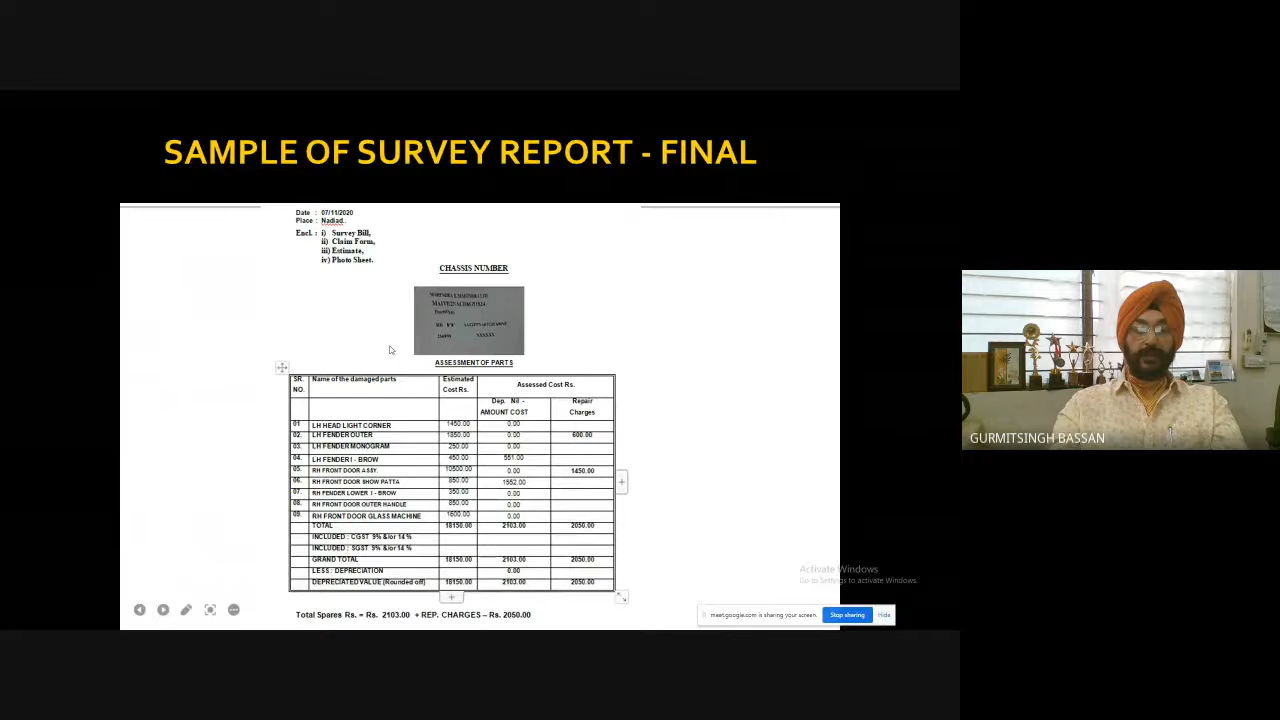 SAMPLE OF SURVEY REPORT - FINAL
Date : 07/11/2020
Place : Nadiad..
Encl. : i) Survey Bill,
ii) Claim Form,
iii) Estimate,
iv) Photo Sheet.
CHASSIS NUMBER
ASSESSMENT OF PARTS
SR. NO. Name of the damaged parts Estimated Cost Rs. Assessed Cost Rs.
Dep. Nil - AMOUNT COST Repair Charges
01 LH HEAD LIGHT CORNER 1450.00 0.00
02. LH FENDER OUTER 1850.00 0.00 600.00
03. LH FENDER MONOGRAM 250.00 0.00
04. LH FENDER I - BROW 450.00 551.00
05. RH FRONT DOOR ASSY. 10500.00 0.00 1450.00
06. RH FRONT DOOR SHOW PATTA 850.00 1552.00
07. RH FENDER LOWER I - BROW 350.00 0.00
08. RH FRONT DOOR OUTER HANDLE 850.00 0.00
09. RH FRONT DOOR GLASS MACHINE 1600.00 0.00
TOTAL 18150.00 2103.00 2050.00
INCLUDED : CGST 9% &/or 14 %
INCLUDED : SGST 9% &/or 14 %
GRAND TOTAL 18150.00 2103.00 2050.00
LESS : DEPRECIATION 0.00
DEPRECIATED VALUE (Rounded off) 18150.00 2103.00 2050.00
Total Spares Rs. = Rs. 2103.00 + REP. CHARGES – Rs. 2050.00
Activate Windows
Go to Settings to activate Windows.
meet.google.com is sharing your screen.
Stop sharing
Hide
GURMITSINGH BASSAN